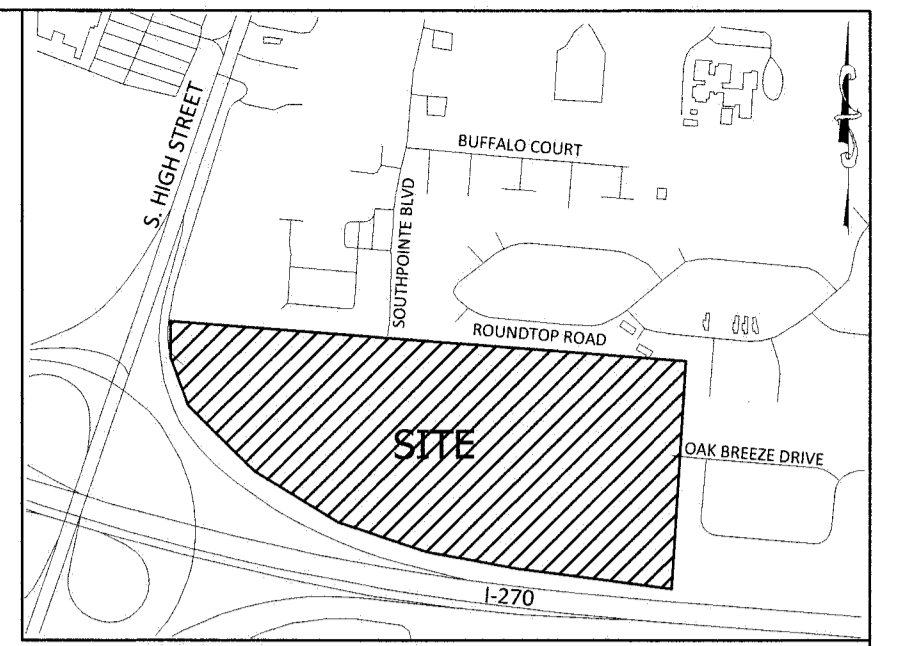 S. HIGH STREET
BUFFALO COURT
SOUTHPOINTE BLVD
ROUNDTOP ROAD
SITE
OAK BREEZE DRIVE
I-270